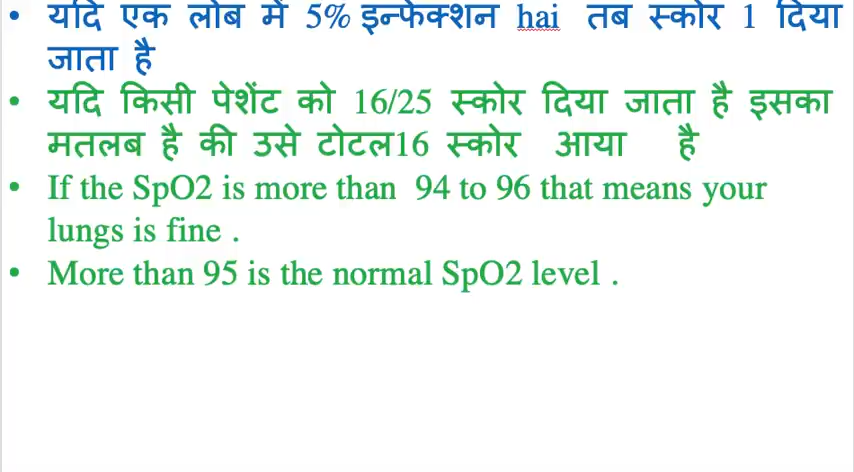 • यदि एक लोब में 5% इन्फेक्शन hai तब स्कोर 1 दिया
जाता है
• यदि किसी पेशेंट को 16/25 स्कोर दिया जाता है इसका
मतलब है की उसे टोटल16 स्कोर आया है
• If the SpO2 is more than 94 to 96 that means your
lungs is fine .
• More than 95 is the normal SpO2 level .